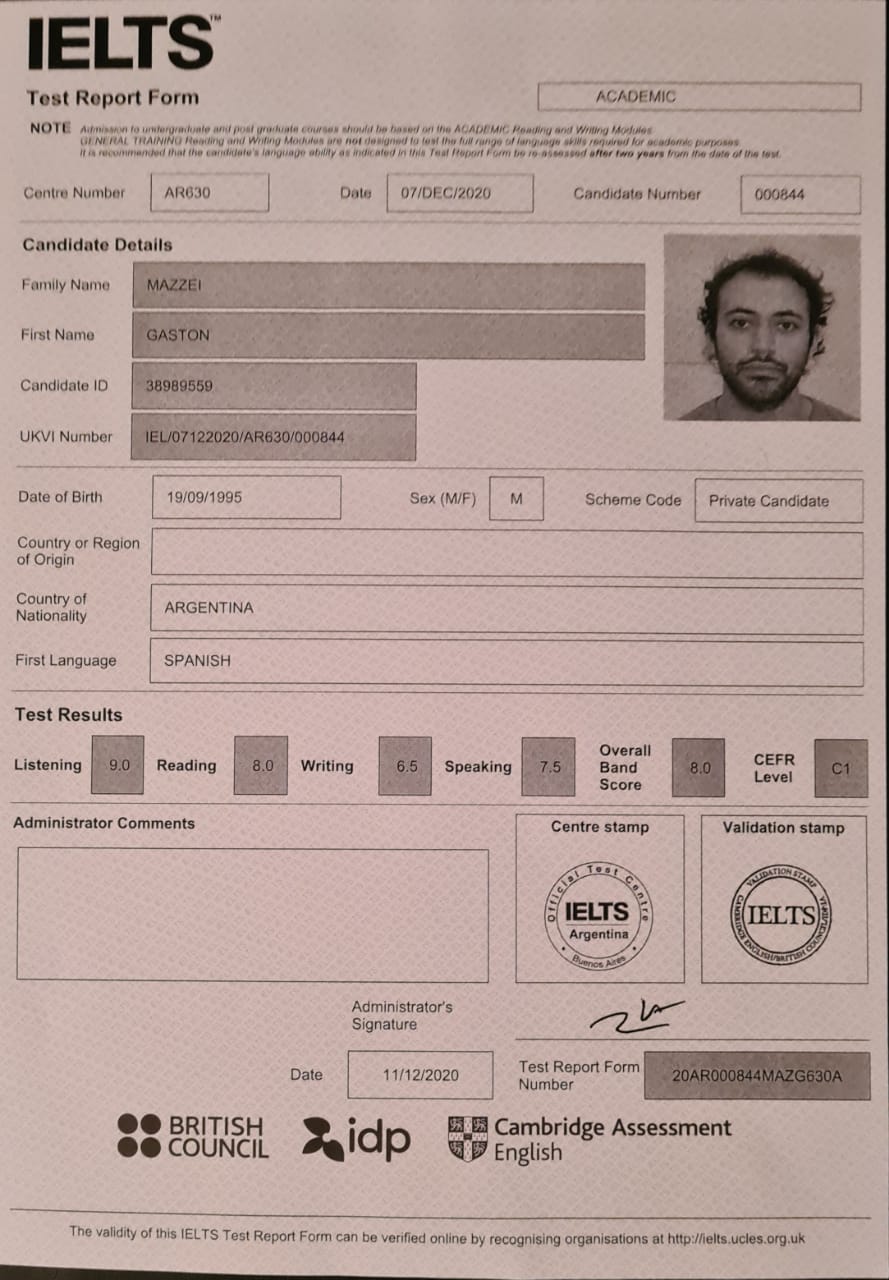 IELTS™
Test Report Form
ACADEMIC
NOTE Admission to undergraduate and post graduate courses should be based on the ACADEMIC Reading and Writing Modules.
GENERAL TRAINING Reading and Writing Modules are not designed to test the full range of language skills required for academic purposes.
It is recommended that the candidate's language ability as indicated in this Test Report Form be re-assessed after two years from the date of the test.
Centre Number AR630 Date 07/DEC/2020 Candidate Number 000844
Candidate Details
Family Name MAZZEI
First Name GASTON
Candidate ID 38989559
UKVI Number IEL/07122020/AR630/000844
Date of Birth 19/09/1995 Sex (M/F) M Scheme Code Private Candidate
Country or Region
of Origin
Country of
Nationality ARGENTINA
First Language SPANISH
Test Results
Listening 9.0 Reading 8.0 Writing 6.5 Speaking 7.5 Overall Band Score 8.0 CEFR Level C1
Administrator Comments
Centre stamp
Official Test Centre
IELTS
Argentina
Buenos Aires
Validation stamp
VALIDATION STAMP
IELTS
CAMBRIDGE ENGLISH/BRITISH COUNCIL/
Administrator's
Signature
Date 11/12/2020
Test Report Form
Number 20AR000844MAZG630A
BRITISH
COUNCIL
idp
Cambridge Assessment
English
The validity of this IELTS Test Report Form can be verified online by recognising organisations at http://ielts.ucles.org.uk